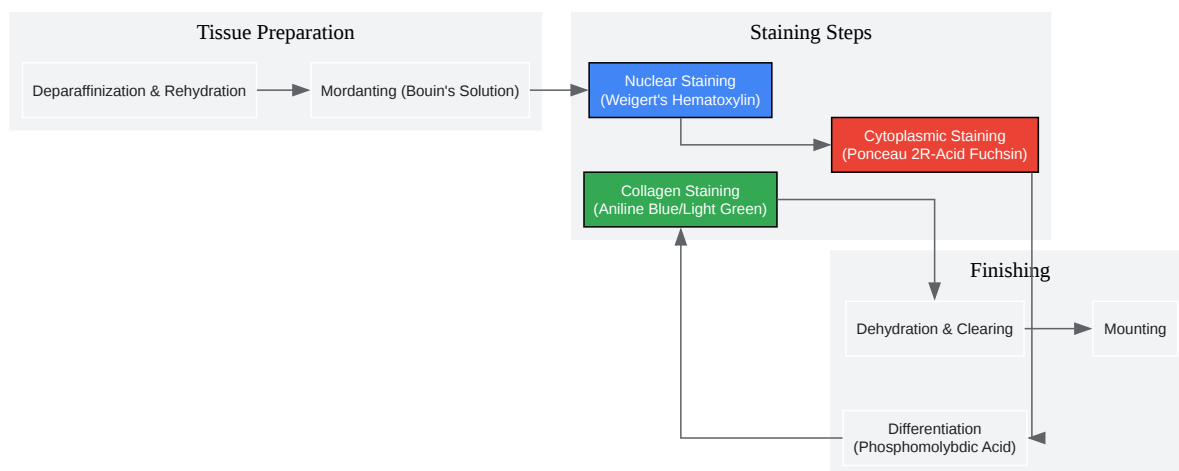 Tissue Preparation
Deparaffinization & Rehydration
Mordanting (Bouin's Solution)
Staining Steps
Nuclear Staining
(Weigert's Hematoxylin)
Cytoplasmic Staining
(Ponceau 2R-Acid Fuchsin)
Collagen Staining
(Aniline Blue/Light Green)
Finishing
Dehydration & Clearing
Mounting
Differentiation
(Phosphomolybdic Acid)